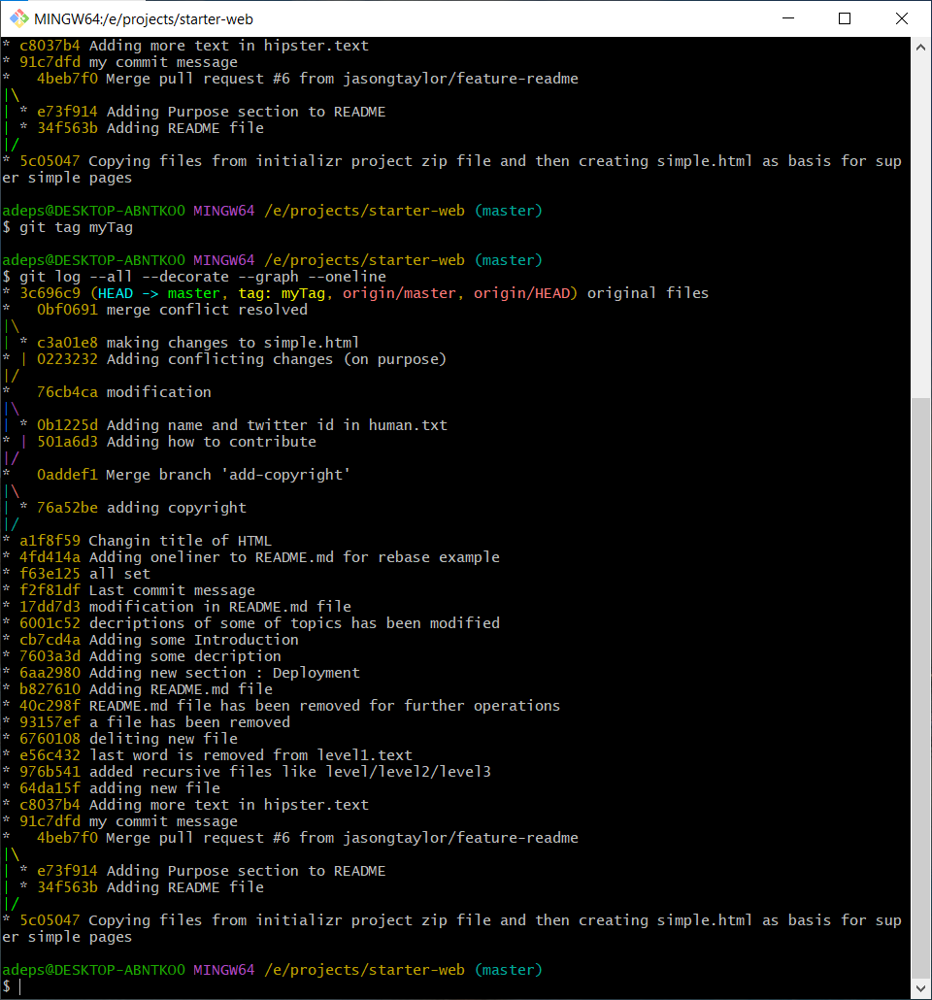 MINGW64:/e/projects/starter-web
* c8037b4 Adding more text in hipster.text
* 91c7dfd my commit message
*   4beb7f0 Merge pull request #6 from jasongtaylor/feature-readme
|\
| * e73f914 Adding Purpose section to README
| * 34f563b Adding README file
|/
* 5c05047 Copying files from initializr project zip file and then creating simple.html as basis for sup
er simple pages
adeps@DESKTOP-ABNTKOO MINGW64 /e/projects/starter-web (master)
$ git tag myTag
adeps@DESKTOP-ABNTKOO MINGW64 /e/projects/starter-web (master)
$ git log --all --decorate --graph --oneline
* 3c696c9 (HEAD -> master, tag: myTag, origin/master, origin/HEAD) original files
*   0bf0691 merge conflict resolved
|\
| * c3a01e8 making changes to simple.html
* | 0223232 Adding conflicting changes (on purpose)
|/
*   76cb4ca modification
|\
| * 0b1225d Adding name and twitter id in human.txt
* | 501a6d3 Adding how to contribute
|/
*   0addef1 Merge branch 'add-copyright'
|\
| * 76a52be adding copyright
|/
* a1f8f59 Changin title of HTML
* 4fd414a Adding oneliner to README.md for rebase example
* f63e125 all set
* f2f81df Last commit message
* 17dd7d3 modification in README.md file
* 6001c52 decriptions of some of topics has been modified
* cb7cd4a Adding some Introduction
* 7603a3d Adding some decription
* 6aa2980 Adding new section : Deployment
* b827610 Adding README.md file
* 40c298f README.md file has been removed for further operations
* 93157ef a file has been removed
* 6760108 deliting new file
* e56c432 last word is removed from level1.text
* 976b541 added recursive files like level/level2/level3
* 64da15f adding new file
* c8037b4 Adding more text in hipster.text
* 91c7dfd my commit message
*   4beb7f0 Merge pull request #6 from jasongtaylor/feature-readme
|\
| * e73f914 Adding Purpose section to README
| * 34f563b Adding README file
|/
* 5c05047 Copying files from initializr project zip file and then creating simple.html as basis for sup
er simple pages
adeps@DESKTOP-ABNTKOO MINGW64 /e/projects/starter-web (master)
$